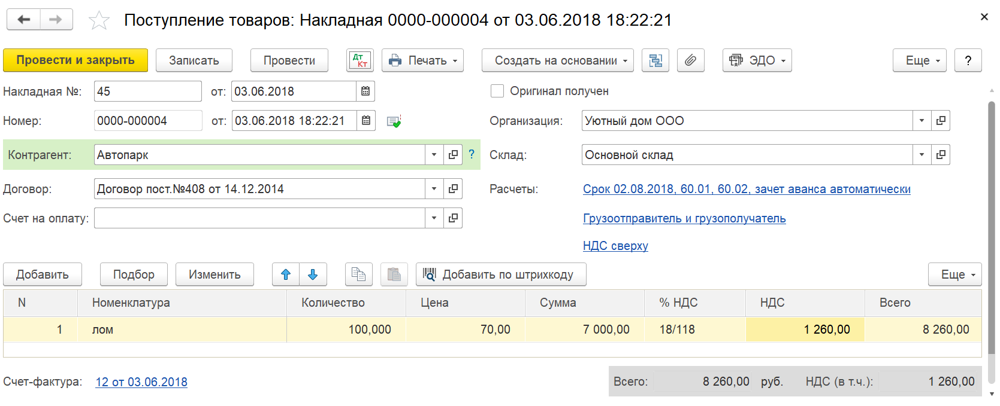 Поступление товаров: Накладная 0000-000004 от 03.06.2018 18:22:21
Провести и закрыть Записать Провести Дт Кт Печать Создать на основании ЭДО Еще ?
Накладная №: 45 от: 03.06.2018 Оригинал получен
Номер: 0000-000004 от: 03.06.2018 18:22:21 Организация: Уютный дом ООО
Контрагент: Автопарк ? Склад: Основной склад
Договор: Договор пост.№408 от 14.12.2014 Расчеты: Срок 02.08.2018, 60.01, 60.02, зачет аванса автоматически
Счет на оплату: Грузоотправитель и грузополучатель
НДС сверху
Добавить Подбор Изменить Добавить по штрихкоду Еще
N Номенклатура Количество Цена Сумма % НДС НДС Всего
1 лом 100,000 70,00 7 000,00 18/118 1 260,00 8 260,00
Счет-фактура: 12 от 03.06.2018 Всего: 8 260,00 руб. НДС (в т.ч.): 1 260,00